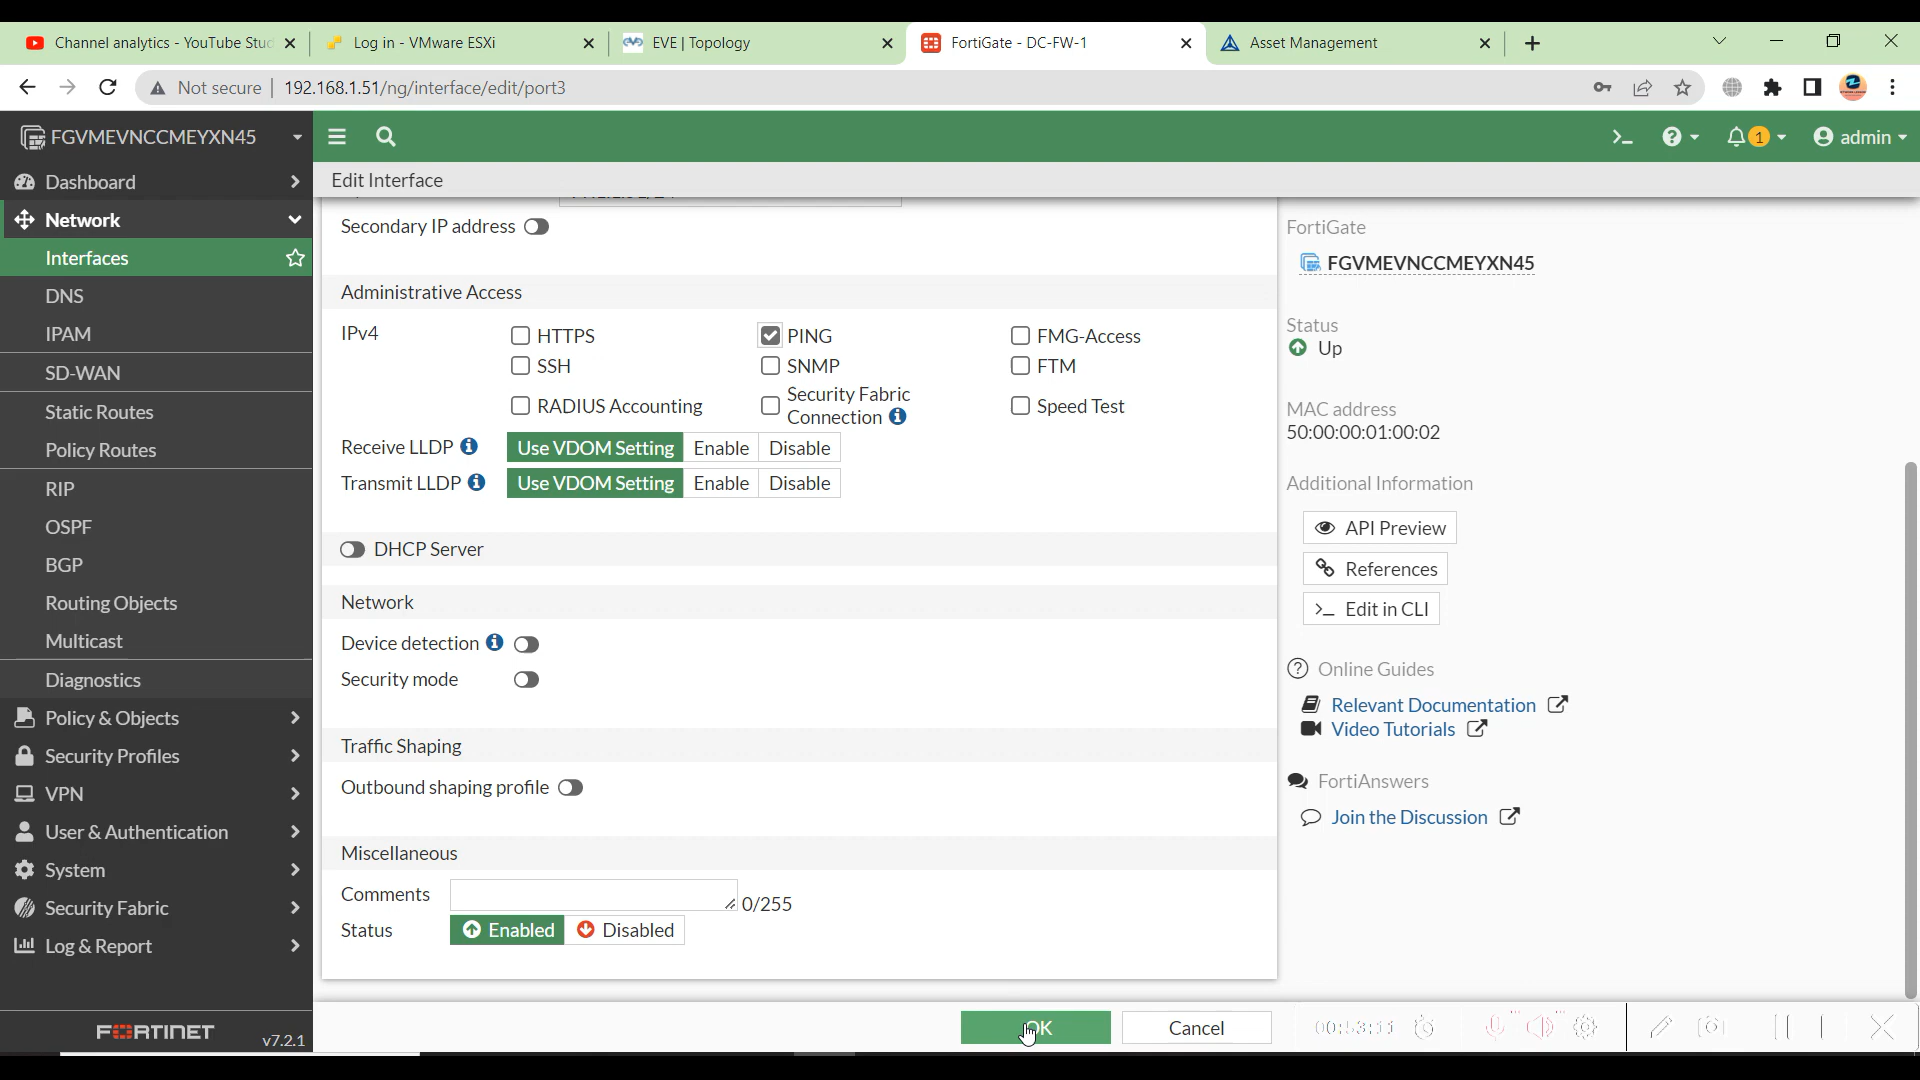 Channel analytics - YouTube Stud
Log in - VMware ESXi
EVE | Topology
FortiGate - DC-FW-1
Asset Management
Not secure
192.168.1.51/ng/interface/edit/port3
FGVMEVNCCMEYXN45
1
admin
Dashboard
Network
Interfaces
DNS
IPAM
SD-WAN
Static Routes
Policy Routes
RIP
OSPF
BGP
Routing Objects
Multicast
Diagnostics
Policy & Objects
Security Profiles
VPN
User & Authentication
System
Security Fabric
Log & Report
FORTINET
v7.2.1
Edit Interface
Secondary IP address
Administrative Access
IPv4
HTTPS
PING
FMG-Access
SSH
SNMP
FTM
RADIUS Accounting
Security Fabric
Connection
Speed Test
Receive LLDP
Use VDOM Setting
Enable
Disable
Transmit LLDP
Use VDOM Setting
Enable
Disable
DHCP Server
Network
Device detection
Security mode
Traffic Shaping
Outbound shaping profile
Miscellaneous
Comments
0/255
Status
Enabled
Disabled
OK
Cancel
FortiGate
FGVMEVNCCMEYXN45
Status
Up
MAC address
50:00:00:01:00:02
Additional Information
API Preview
References
Edit in CLI
Online Guides
Relevant Documentation
Video Tutorials
FortiAnswers
Join the Discussion
00:53:11